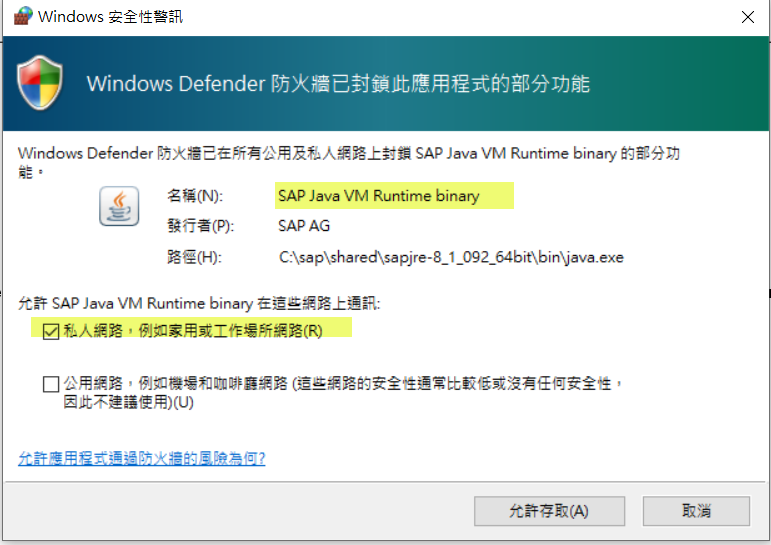 Windows 安全性警訊
Windows Defender 防火牆已封鎖此應用程式的部分功能
Windows Defender 防火牆已在所有公用及私人網路上封鎖 SAP Java VM Runtime binary 的部分功
能。
名稱(N): SAP Java VM Runtime binary
發行者(P): SAP AG
路徑(H): C:\sap\shared\sapjre-8_1_092_64bit\bin\java.exe
允許 SAP Java VM Runtime binary 在這些網路上通訊:
私人網路，例如家用或工作場所網路(R)
公用網路，例如機場和咖啡廳網路 (這些網路的安全性通常比較低或沒有任何安全性，
因此不建議使用)(U)
允許應用程式通過防火牆的風險為何?
允許存取(A) 取消